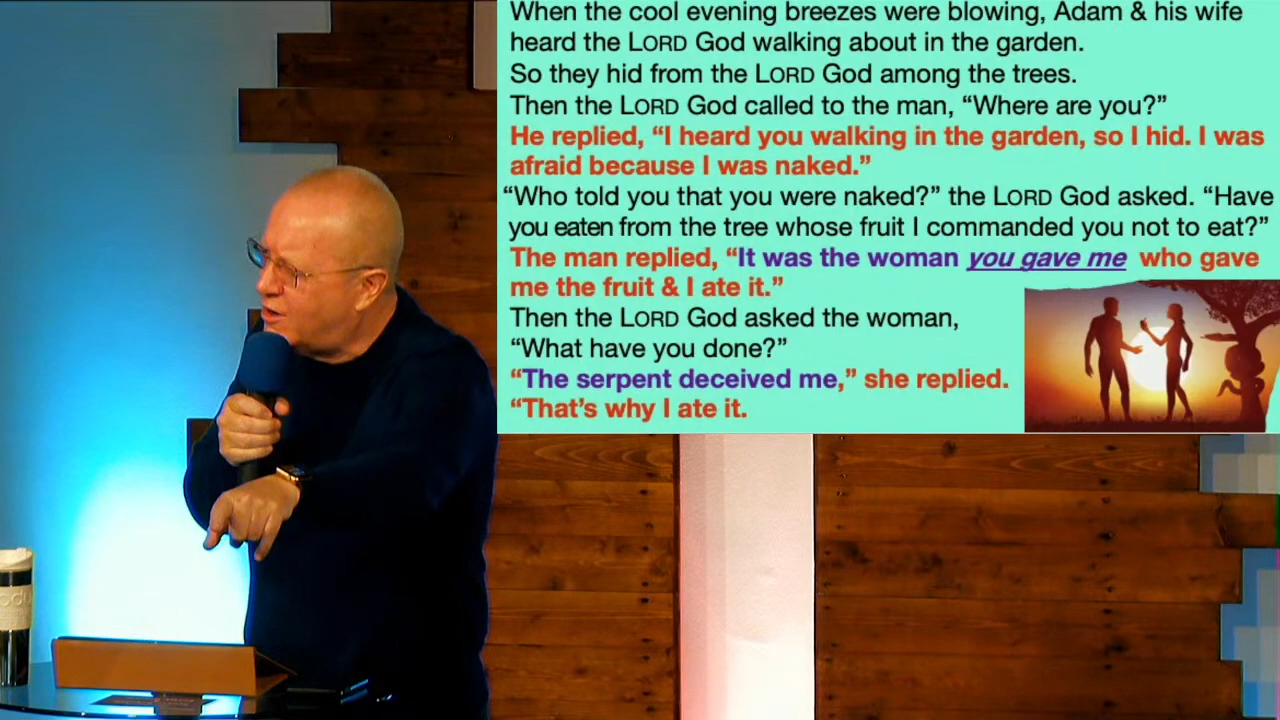 When the cool evening breezes were blowing, Adam & his wife
heard the LORD God walking about in the garden.
So they hid from the LORD God among the trees.
Then the LORD God called to the man, “Where are you?”
He replied, “I heard you walking in the garden, so I hid. I was
afraid because I was naked.”
“Who told you that you were naked?” the LORD God asked. “Have
you eaten from the tree whose fruit I commanded you not to eat?”
The man replied, “It was the woman you gave me who gave
me the fruit & I ate it.”
Then the LORD God asked the woman,
“What have you done?”
“The serpent deceived me,” she replied.
“That’s why I ate it.